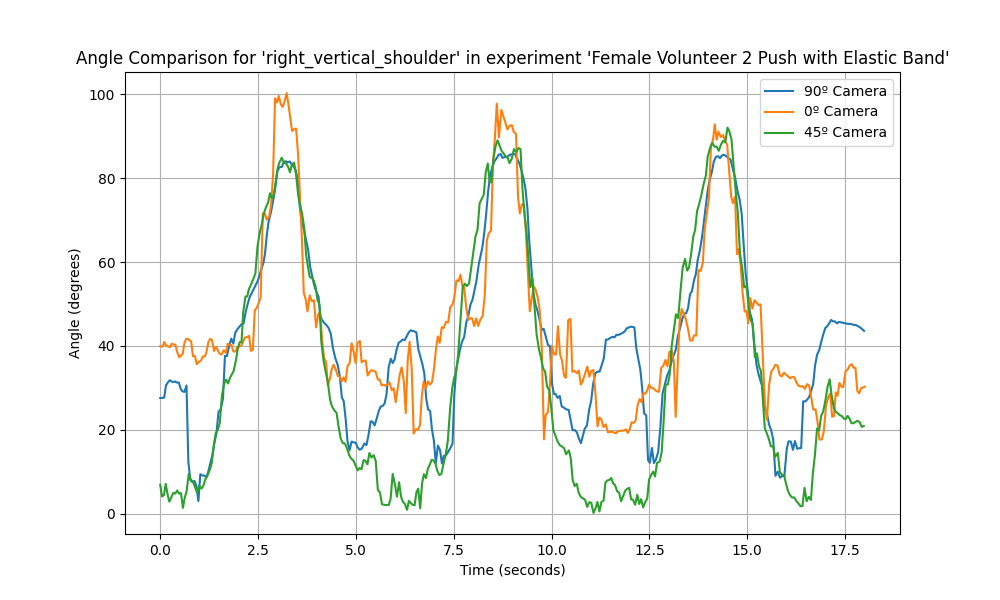 Angle Comparison for 'right_vertical_shoulder' in experiment 'Female Volunteer 2 Push with Elastic Band'
90º Camera
0º Camera
45º Camera
100
80
60
40
20
0
Angle (degrees)
0.0 2.5 5.0 7.5 10.0 12.5 15.0 17.5
Time (seconds)